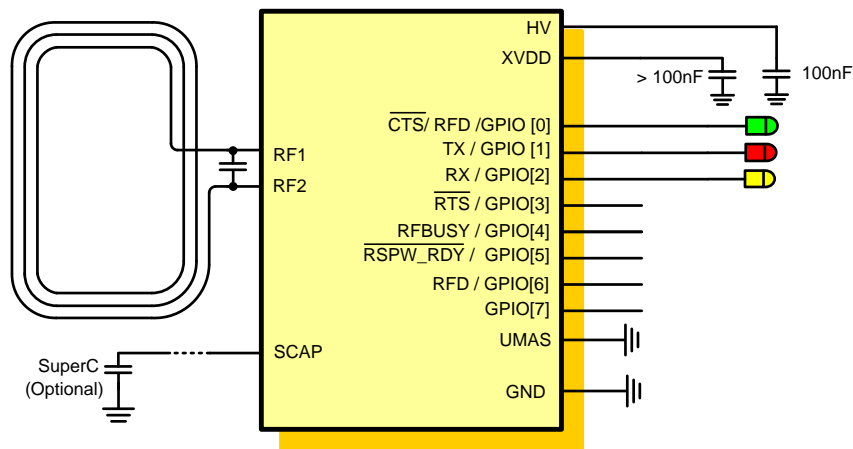 HV
XVDD
> 100nF
100nF
CTS/ RFD /GPIO [0]
TX / GPIO [1]
RX / GPIO[2]
RTS / GPIO[3]
RFBUSY / GPIO[4]
RSPW_RDY / GPIO[5]
RFD / GPIO[6]
GPIO[7]
UMAS
GND
RF1
RF2
SCAP
SuperC
(Optional)